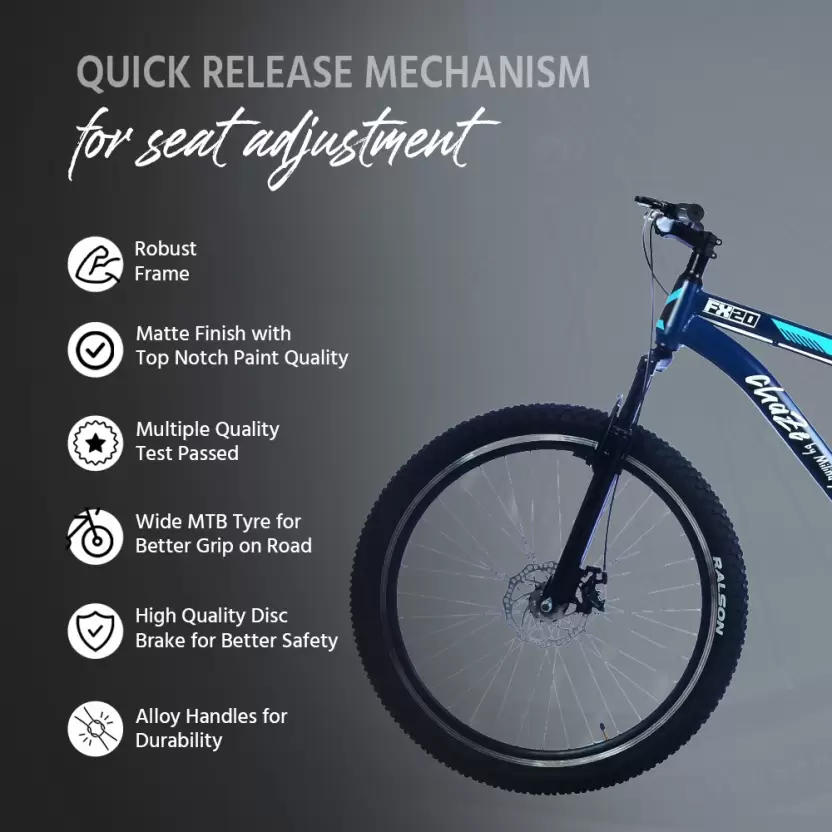 QUICK RELEASE MECHANISM
for seat adjustment
Robust
Frame
Matte Finish with
Top Notch Paint Quality
Multiple Quality
Test Passed
Wide MTB Tyre for
Better Grip on Road
High Quality Disc
Brake for Better Safety
Alloy Handles for
Durability
FX20
chaze by
RALSON